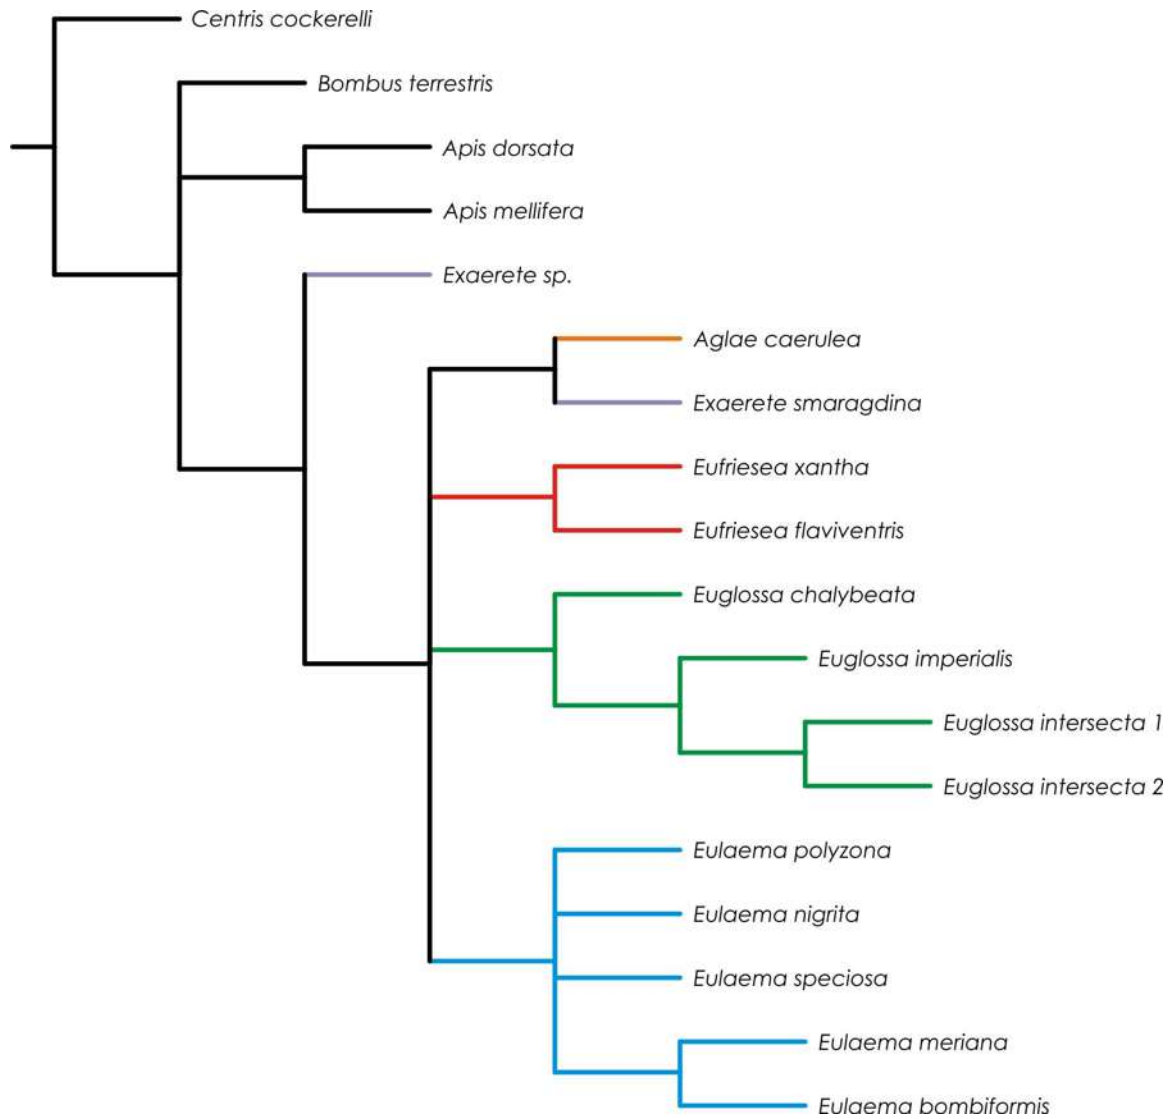 Centris cockerelli
Bombus terrestris
Apis dorsata
Apis mellifera
Exaerete sp.
Aglae caerulea
Exaerete smaragdina
Eufriesea xantha
Eufriesea flaviventris
Euglossa chalybeata
Euglossa imperialis
Euglossa intersecta 1
Euglossa intersecta 2
Eulaema polyzona
Eulaema nigrita
Eulaema speciosa
Eulaema meriana
Eulaema bombiformis